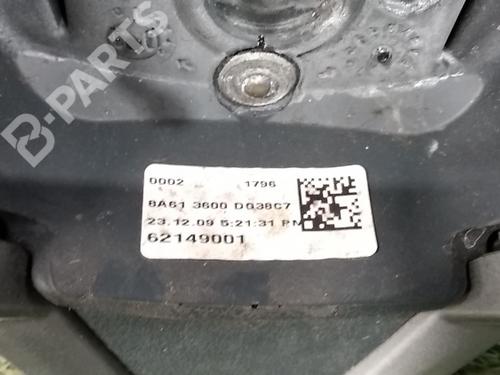 B-PARTS
0002 1796
8A61 3600 DG38C7
23.12.09 5:21:31 PM
62149001